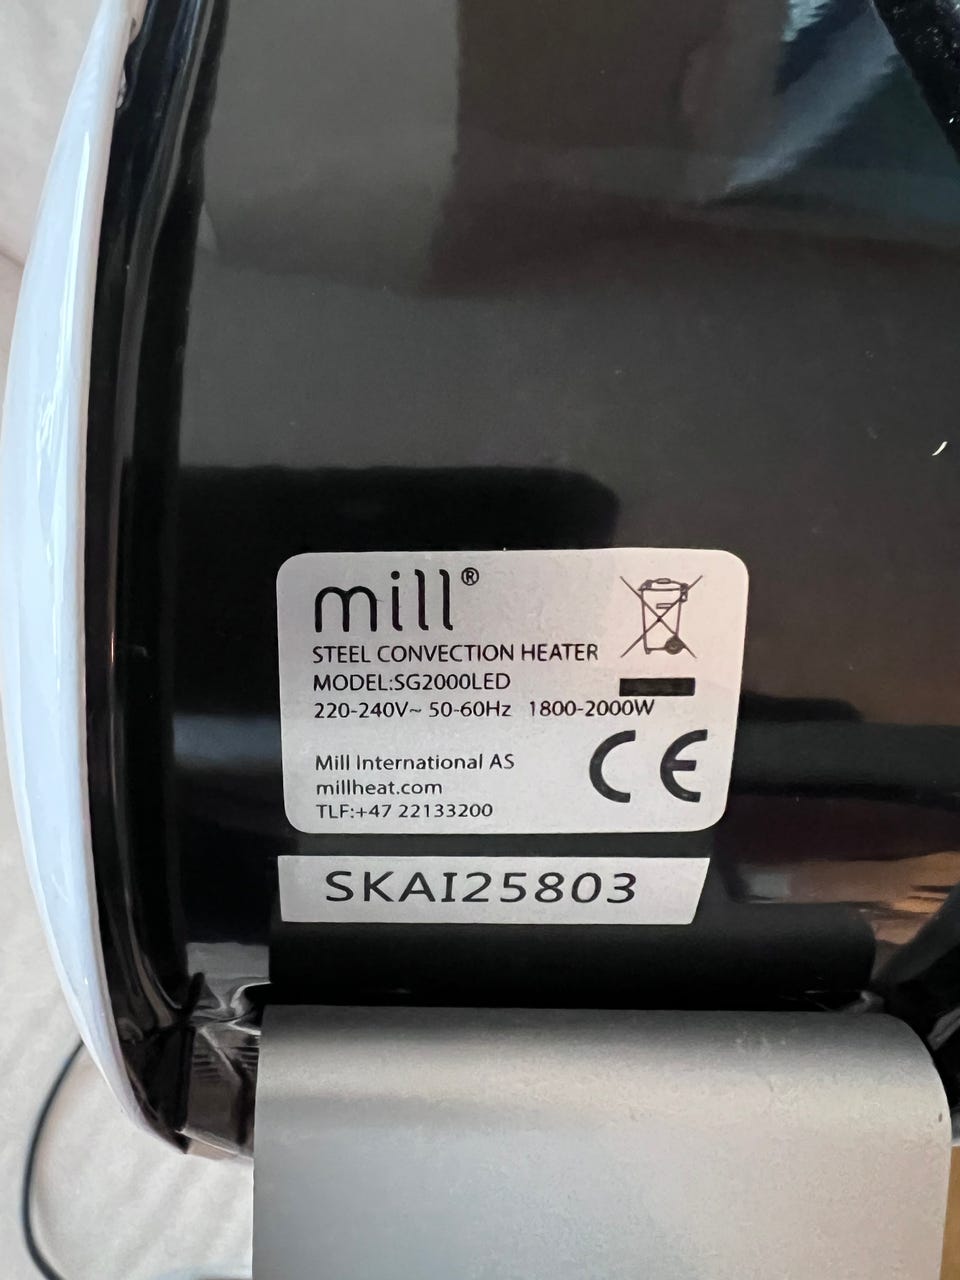 mill®
STEEL CONVECTION HEATER
MODEL:SG2000LED
220-240V~ 50-60Hz 1800-2000W
CE
Mill International AS
millheat.com
TLF:+47 22133200
SKAI25803